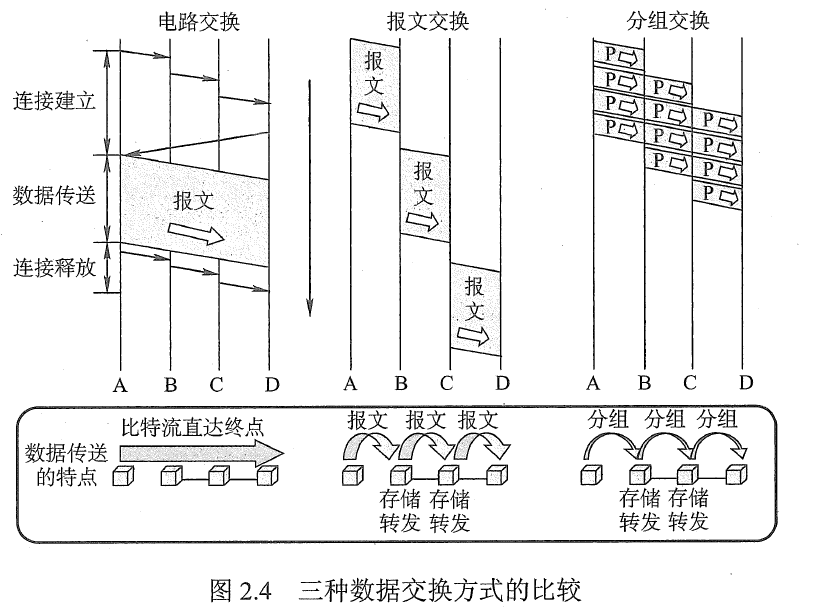 电路交换
报文交换
分组交换
连接建立
数据传送
连接释放
报文
报文
报文
报文
P
P
P
P
P
P
P
P
P
P
P
P
A B C D
A B C D
A B C D
数据传送
的特点
比特流直达终点
报文 报文 报文
存储 存储
转发 转发
分组 分组 分组
存储 存储
转发 转发
图 2.4 三种数据交换方式的比较